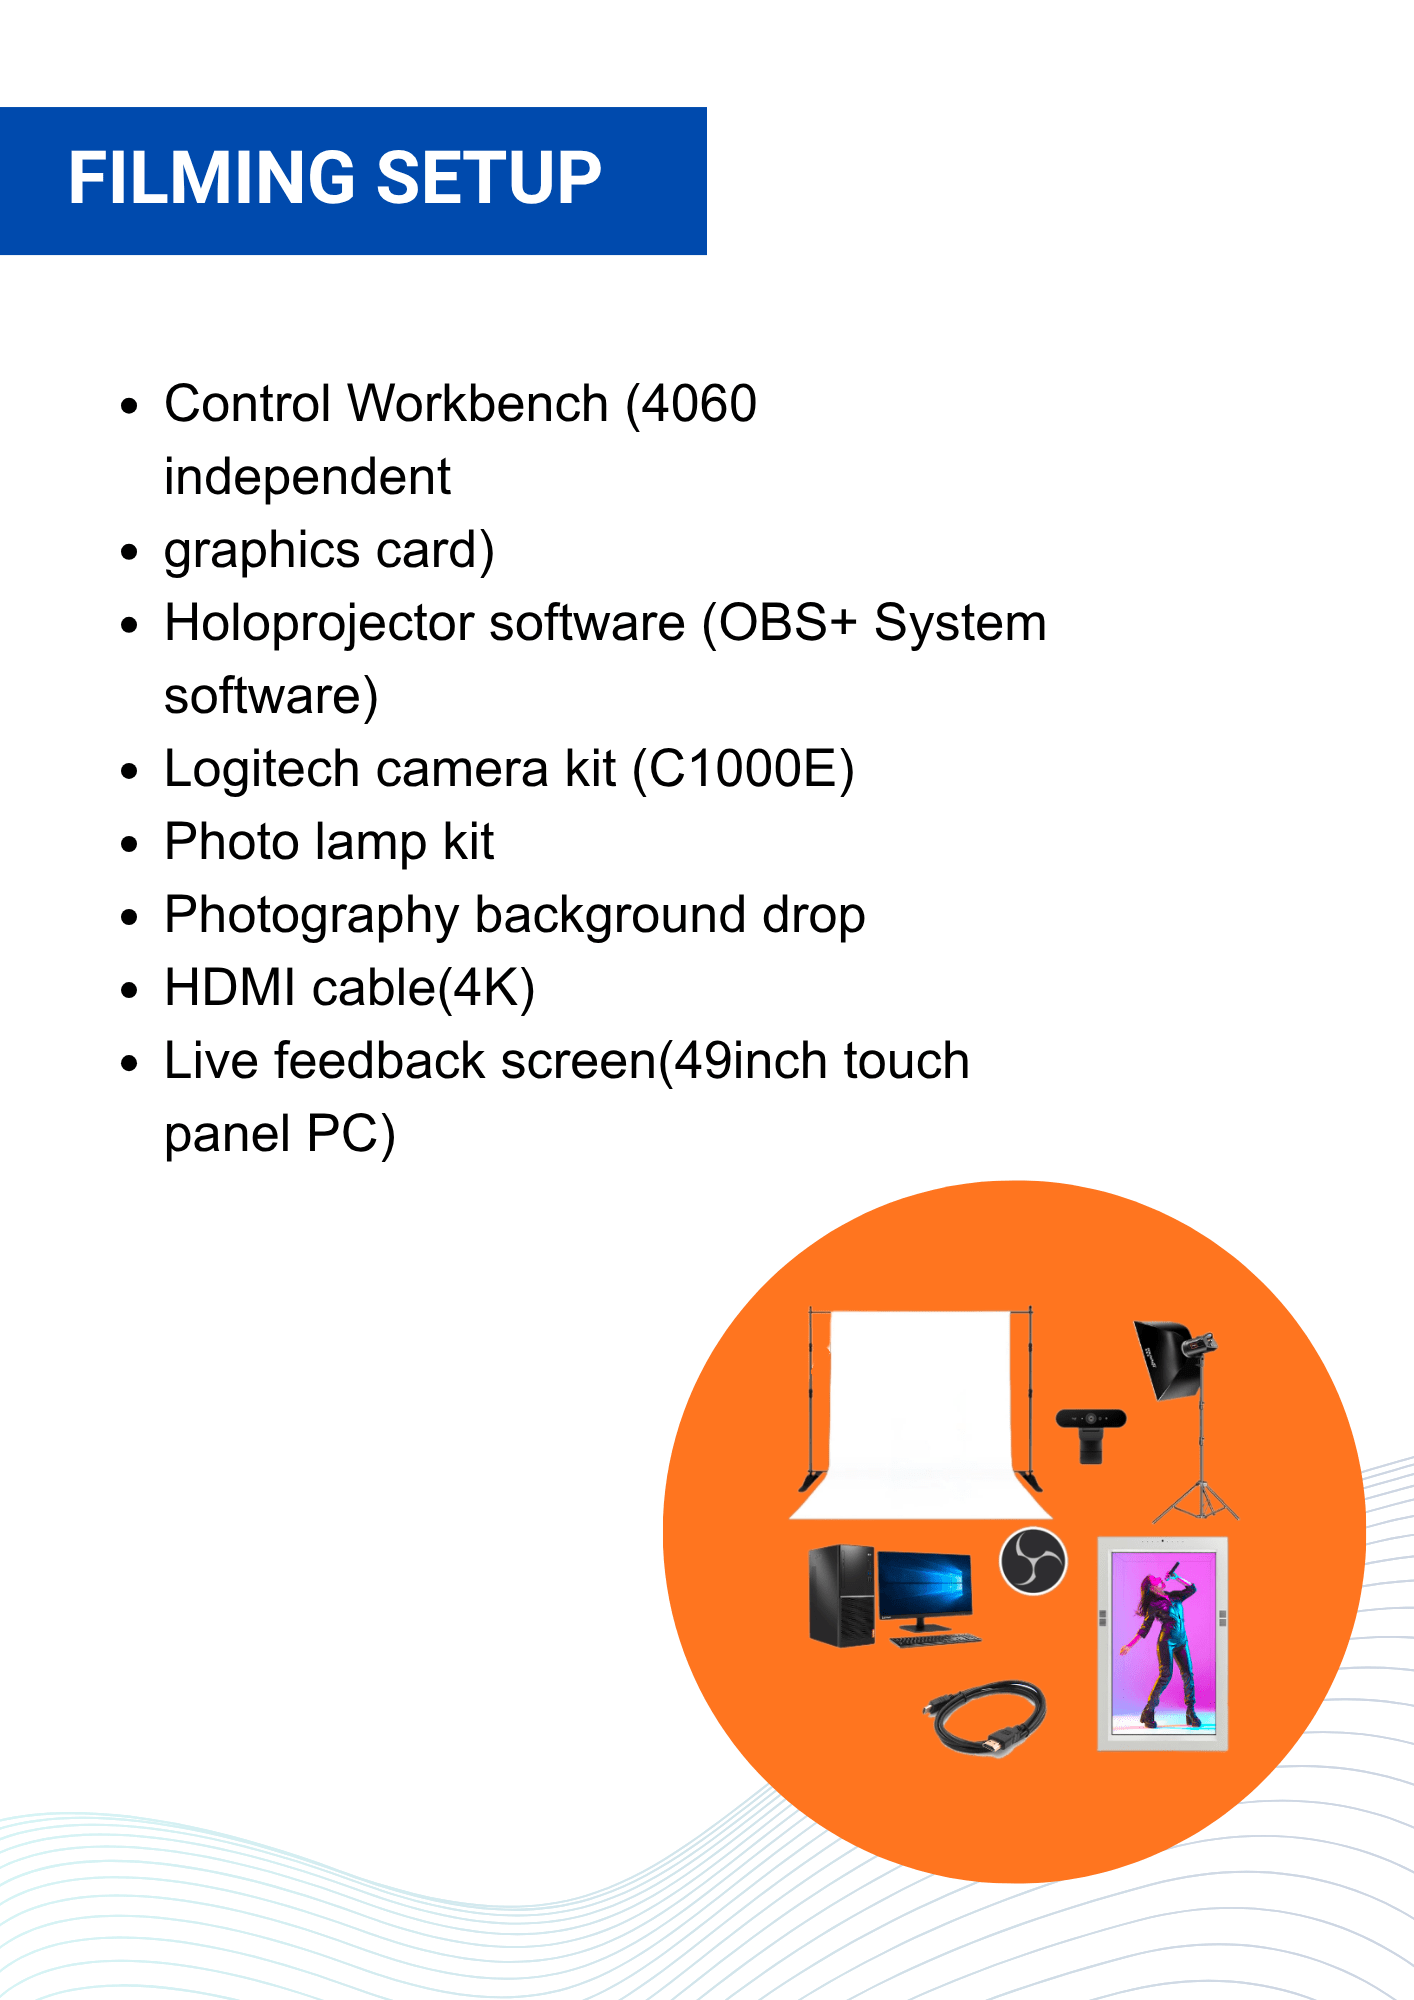 FILMING SETUP
• Control Workbench (4060
independent
• graphics card)
• Holoprojector software (OBS+ System
software)
• Logitech camera kit (C1000E)
• Photo lamp kit
• Photography background drop
• HDMI cable(4K)
• Live feedback screen(49inch touch
panel PC)